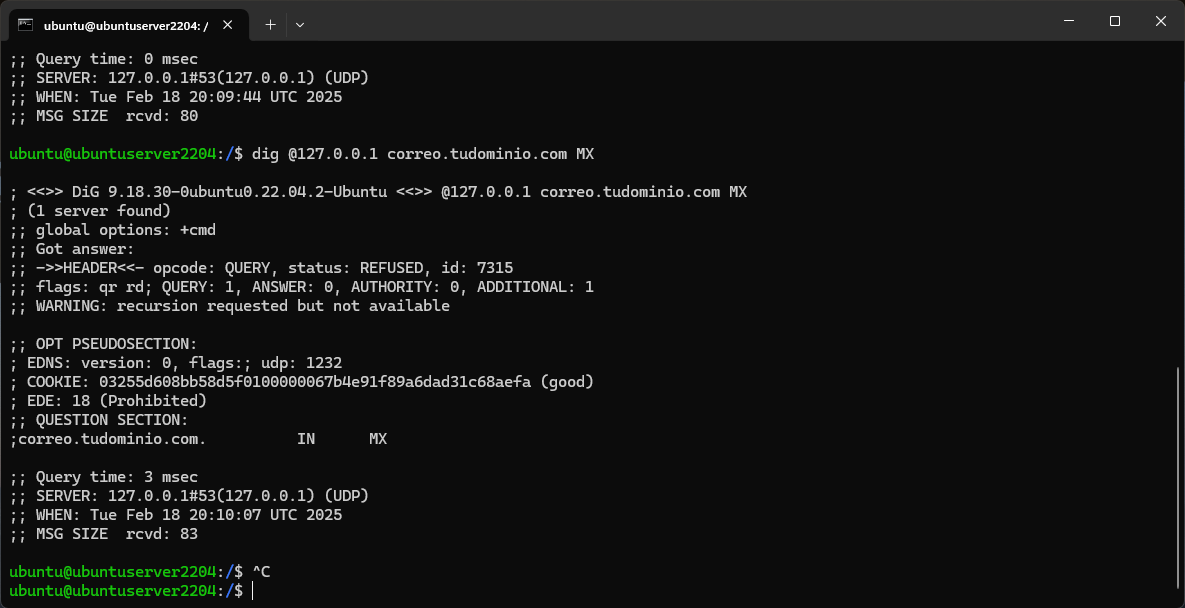 ubuntu@ubuntuserver2204: /
;; Query time: 0 msec
;; SERVER: 127.0.0.1#53(127.0.0.1) (UDP)
;; WHEN: Tue Feb 18 20:09:44 UTC 2025
;; MSG SIZE  rcvd: 80
ubuntu@ubuntuserver2204:/$ dig @127.0.0.1 correo.tudominio.com MX
; <<>> DiG 9.18.30-0ubuntu0.22.04.2-Ubuntu <<>> @127.0.0.1 correo.tudominio.com MX
; (1 server found)
;; global options: +cmd
;; Got answer:
;; ->>HEADER<<- opcode: QUERY, status: REFUSED, id: 7315
;; flags: qr rd; QUERY: 1, ANSWER: 0, AUTHORITY: 0, ADDITIONAL: 1
;; WARNING: recursion requested but not available
;; OPT PSEUDOSECTION:
; EDNS: version: 0, flags:; udp: 1232
; COOKIE: 03255d608bb58d5f0100000067b4e91f89a6dad31c68aefa (good)
; EDE: 18 (Prohibited)
;; QUESTION SECTION:
;correo.tudominio.com.          IN      MX
;; Query time: 3 msec
;; SERVER: 127.0.0.1#53(127.0.0.1) (UDP)
;; WHEN: Tue Feb 18 20:10:07 UTC 2025
;; MSG SIZE  rcvd: 83
ubuntu@ubuntuserver2204:/$ ^C
ubuntu@ubuntuserver2204:/$